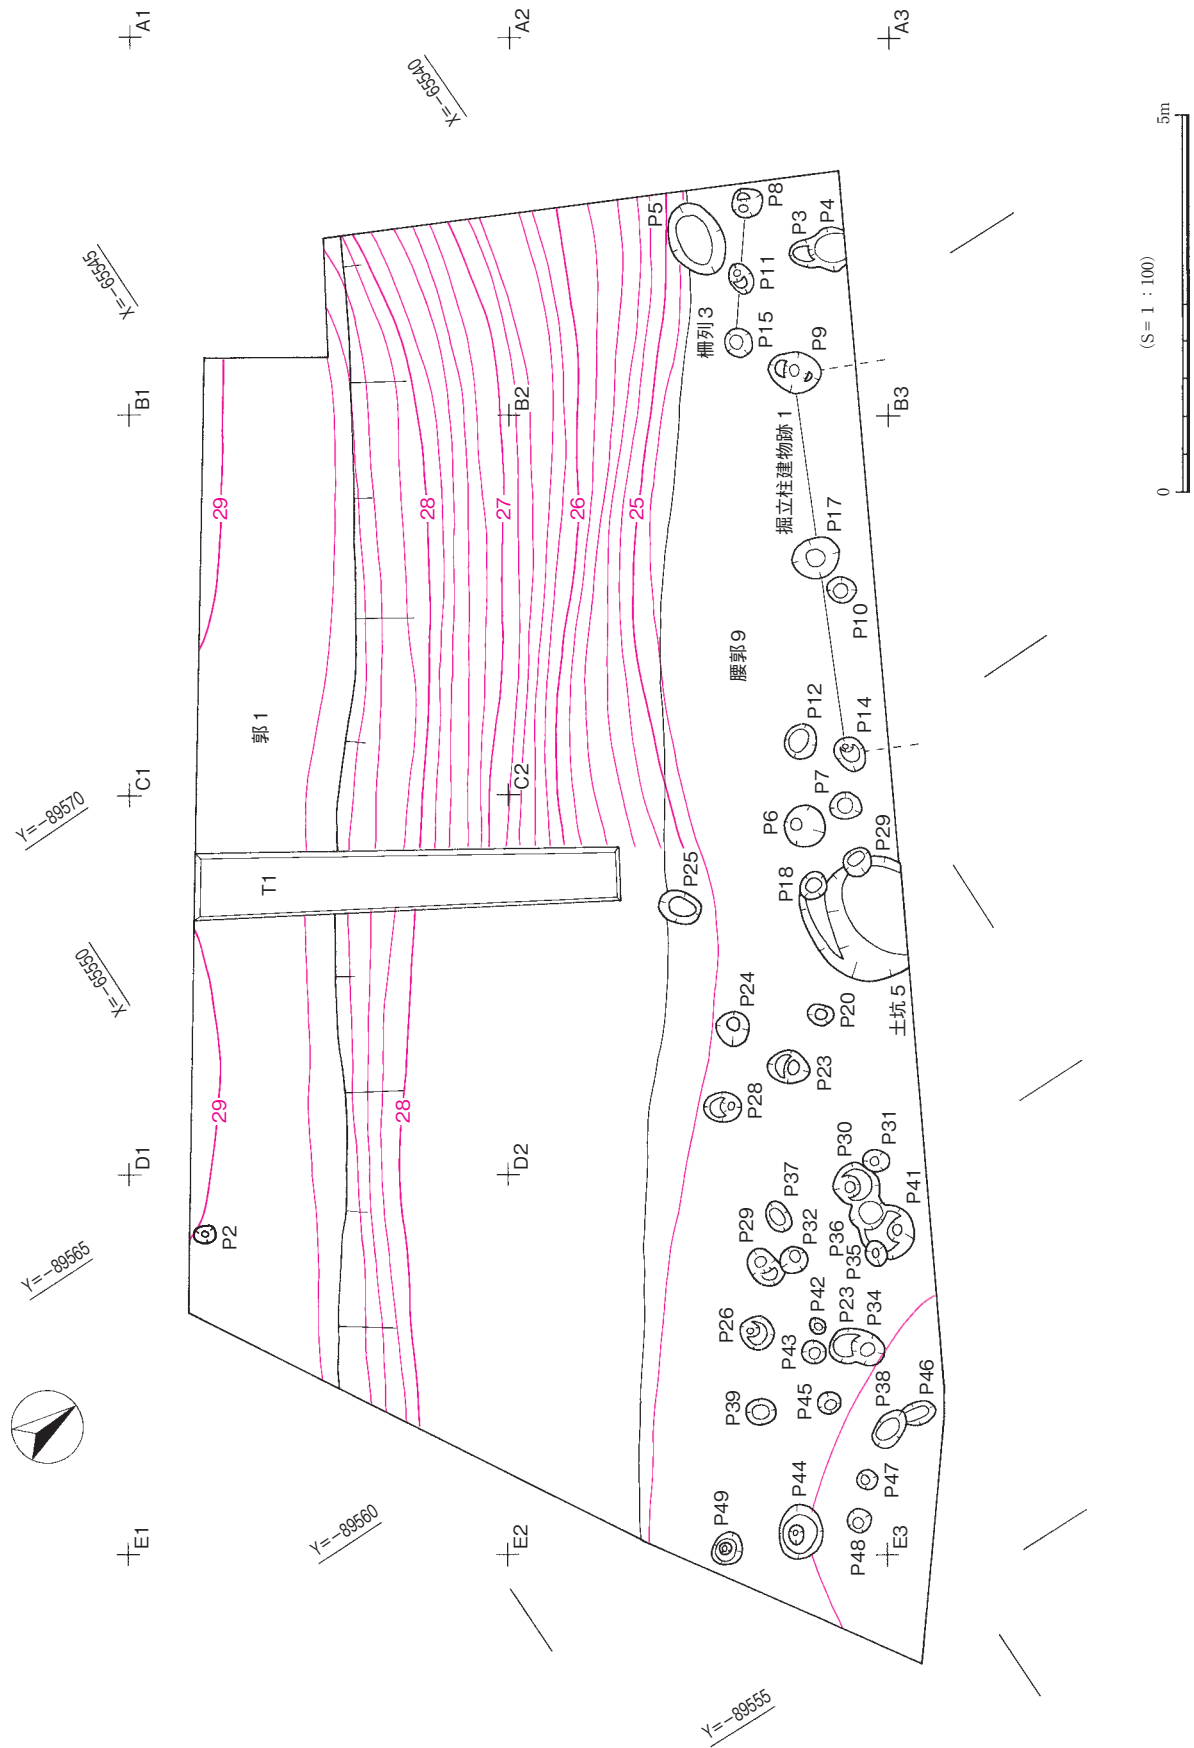 A1
A2
A3
X=-65540
X=-65545
5m
(S=1:100)
0
P5
P8
P3
P4
P11
P15
柵列3
P9
B1
B2
B3
29
28
27
26
25
掘立柱建物跡1
P17
P10
腰郭9
郭1
P12
P14
C1
C2
Y=-89570
P7
P6
P29
T1
P25
P18
X=-65550
P24
P20
土坑5
P23
P28
29
28
D1
D2
P30
P31
P37
P41
P2
P29
P32
P36
P35
Y=-89565
P42
P23
P34
P26
P43
P38
P46
P39
P45
P47
P44
P49
P48
E1
E2
E3
Y=-89560
Y=-89555